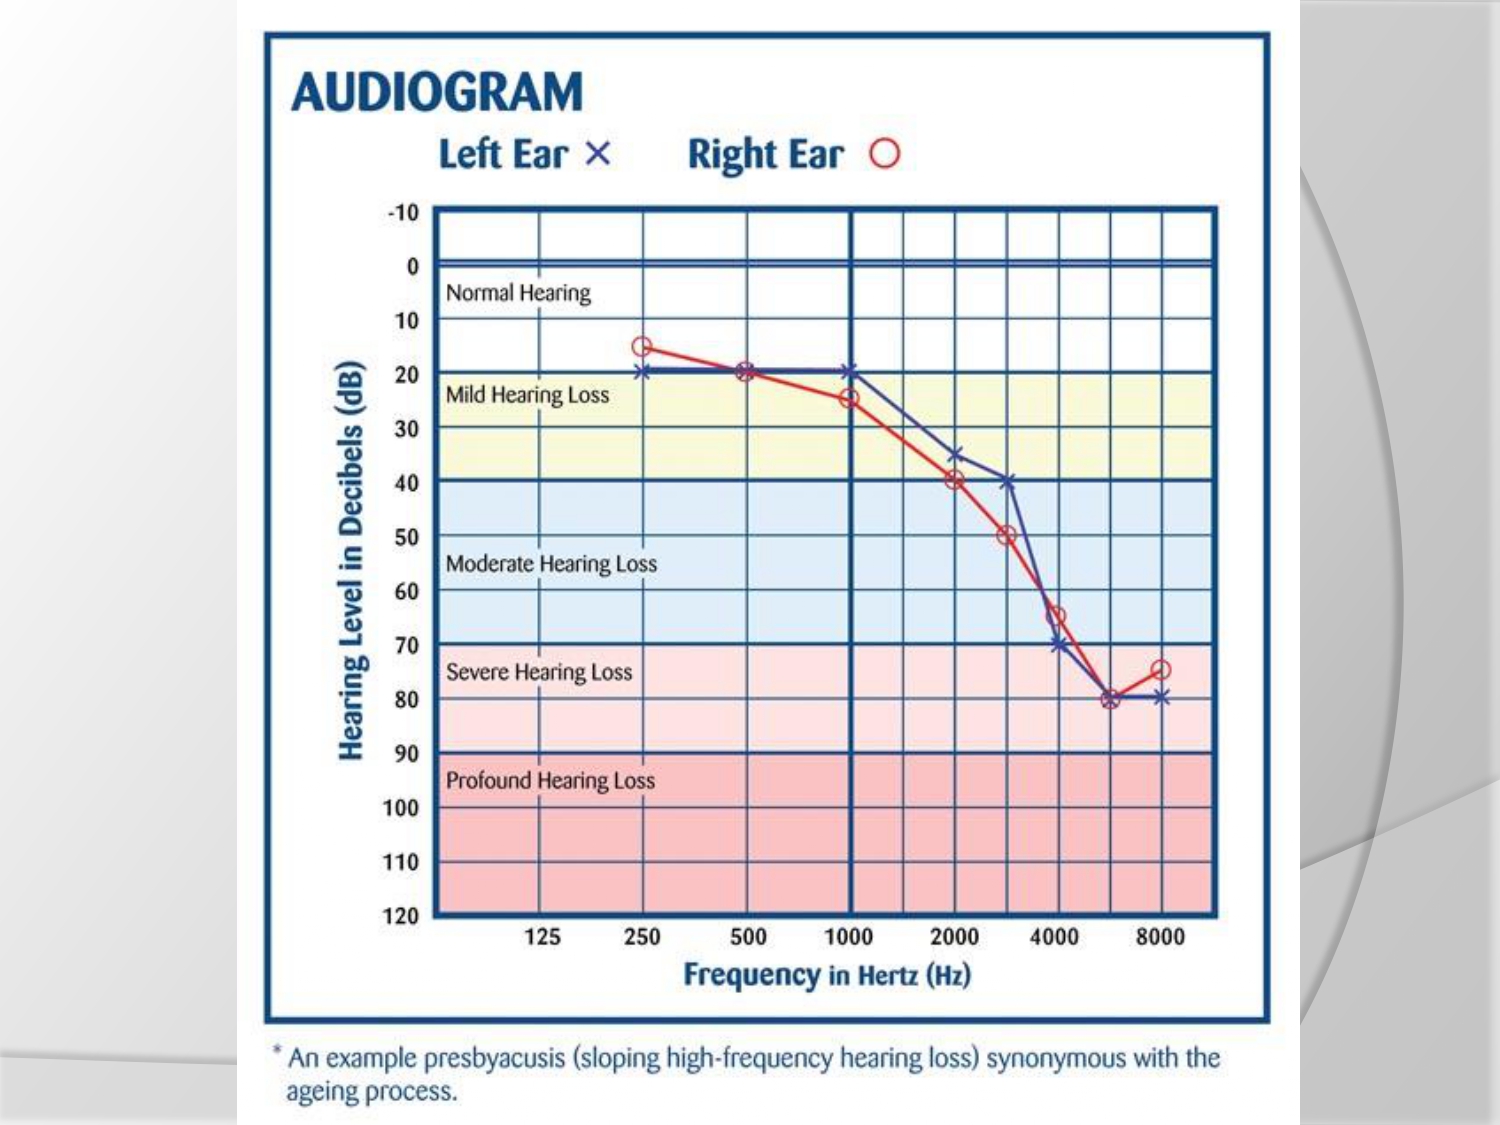 AUDIOGRAM
Left Ear × Right Ear ○
-10
0
Normal Hearing
10
20
Mild Hearing Loss
30
40
50
Moderate Hearing Loss
60
70
Severe Hearing Loss
80
90
Profound Hearing Loss
100
110
120
Hearing Level in Decibels (dB)
125 250 500 1000 2000 4000 8000
Frequency in Hertz (Hz)
* An example presbyacusis (sloping high-frequency hearing loss) synonymous with the
ageing process.